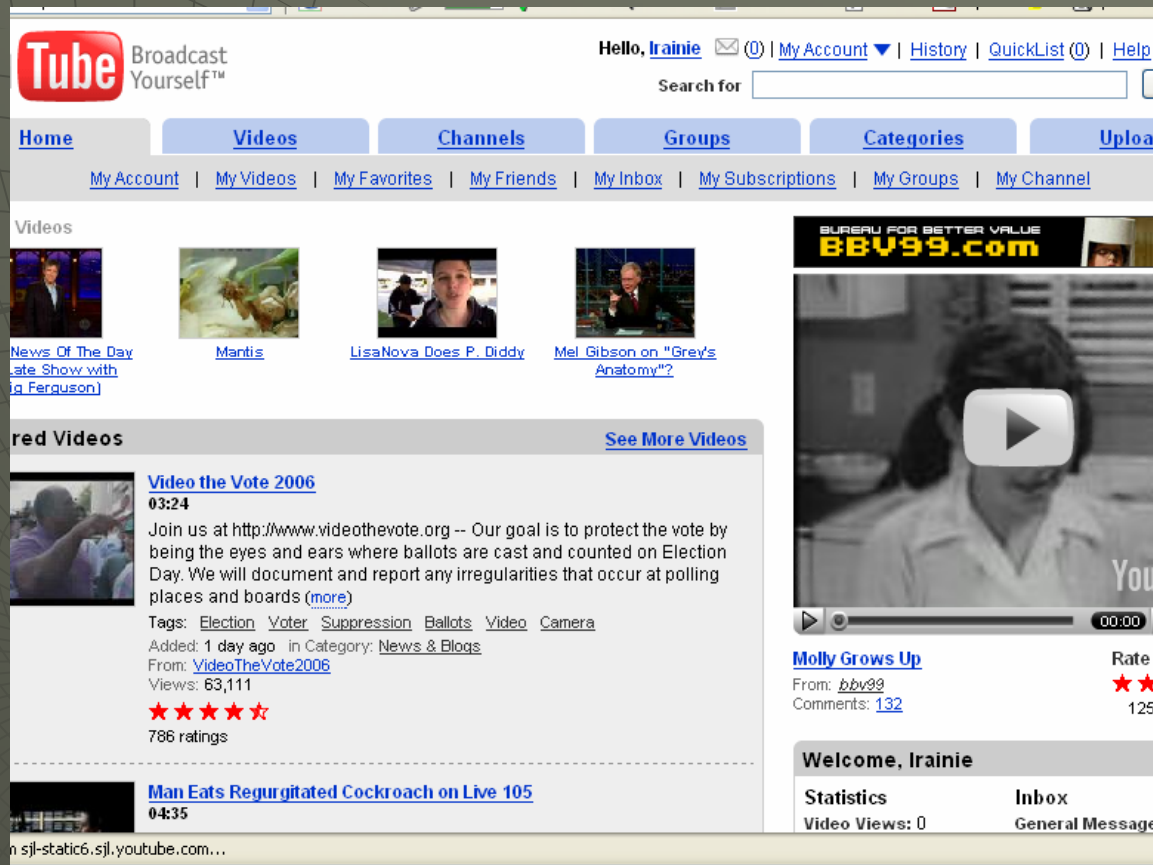 Tube Broadcast
Yourself™
Hello, Irainie (0) | My Account ▼ | History | QuickList (0) | Help
Search for
Home Videos Channels Groups Categories Uploa
My Account | My Videos | My Favorites | My Friends | My Inbox | My Subscriptions | My Groups | My Channel
Videos
News Of The Day
Late Show with
ig Ferguson)
Mantis
LisaNova Does P. Diddy
Mel Gibson on "Grey's
Anatomy"?
BUREAU FOR BETTER VALUE
BBV99.com
red Videos See More Videos
Video the Vote 2006
03:24
Join us at http://www.videothevote.org -- Our goal is to protect the vote by
being the eyes and ears where ballots are cast and counted on Election
Day. We will document and report any irregularities that occur at polling
places and boards (more)
Tags: Election Voter Suppression Ballots Video Camera
Added: 1 day ago in Category: News & Blogs
From: VideoTheVote2006
Views: 63,111
786 ratings
Man Eats Regurgitated Cockroach on Live 105
04:35
You
00:00
Molly Grows Up Rate
From: bbv99
Comments: 132 125
Welcome, Irainie
Statistics Inbox
Video Views: 0 General Message
m sjl-static6.sjl.youtube.com...